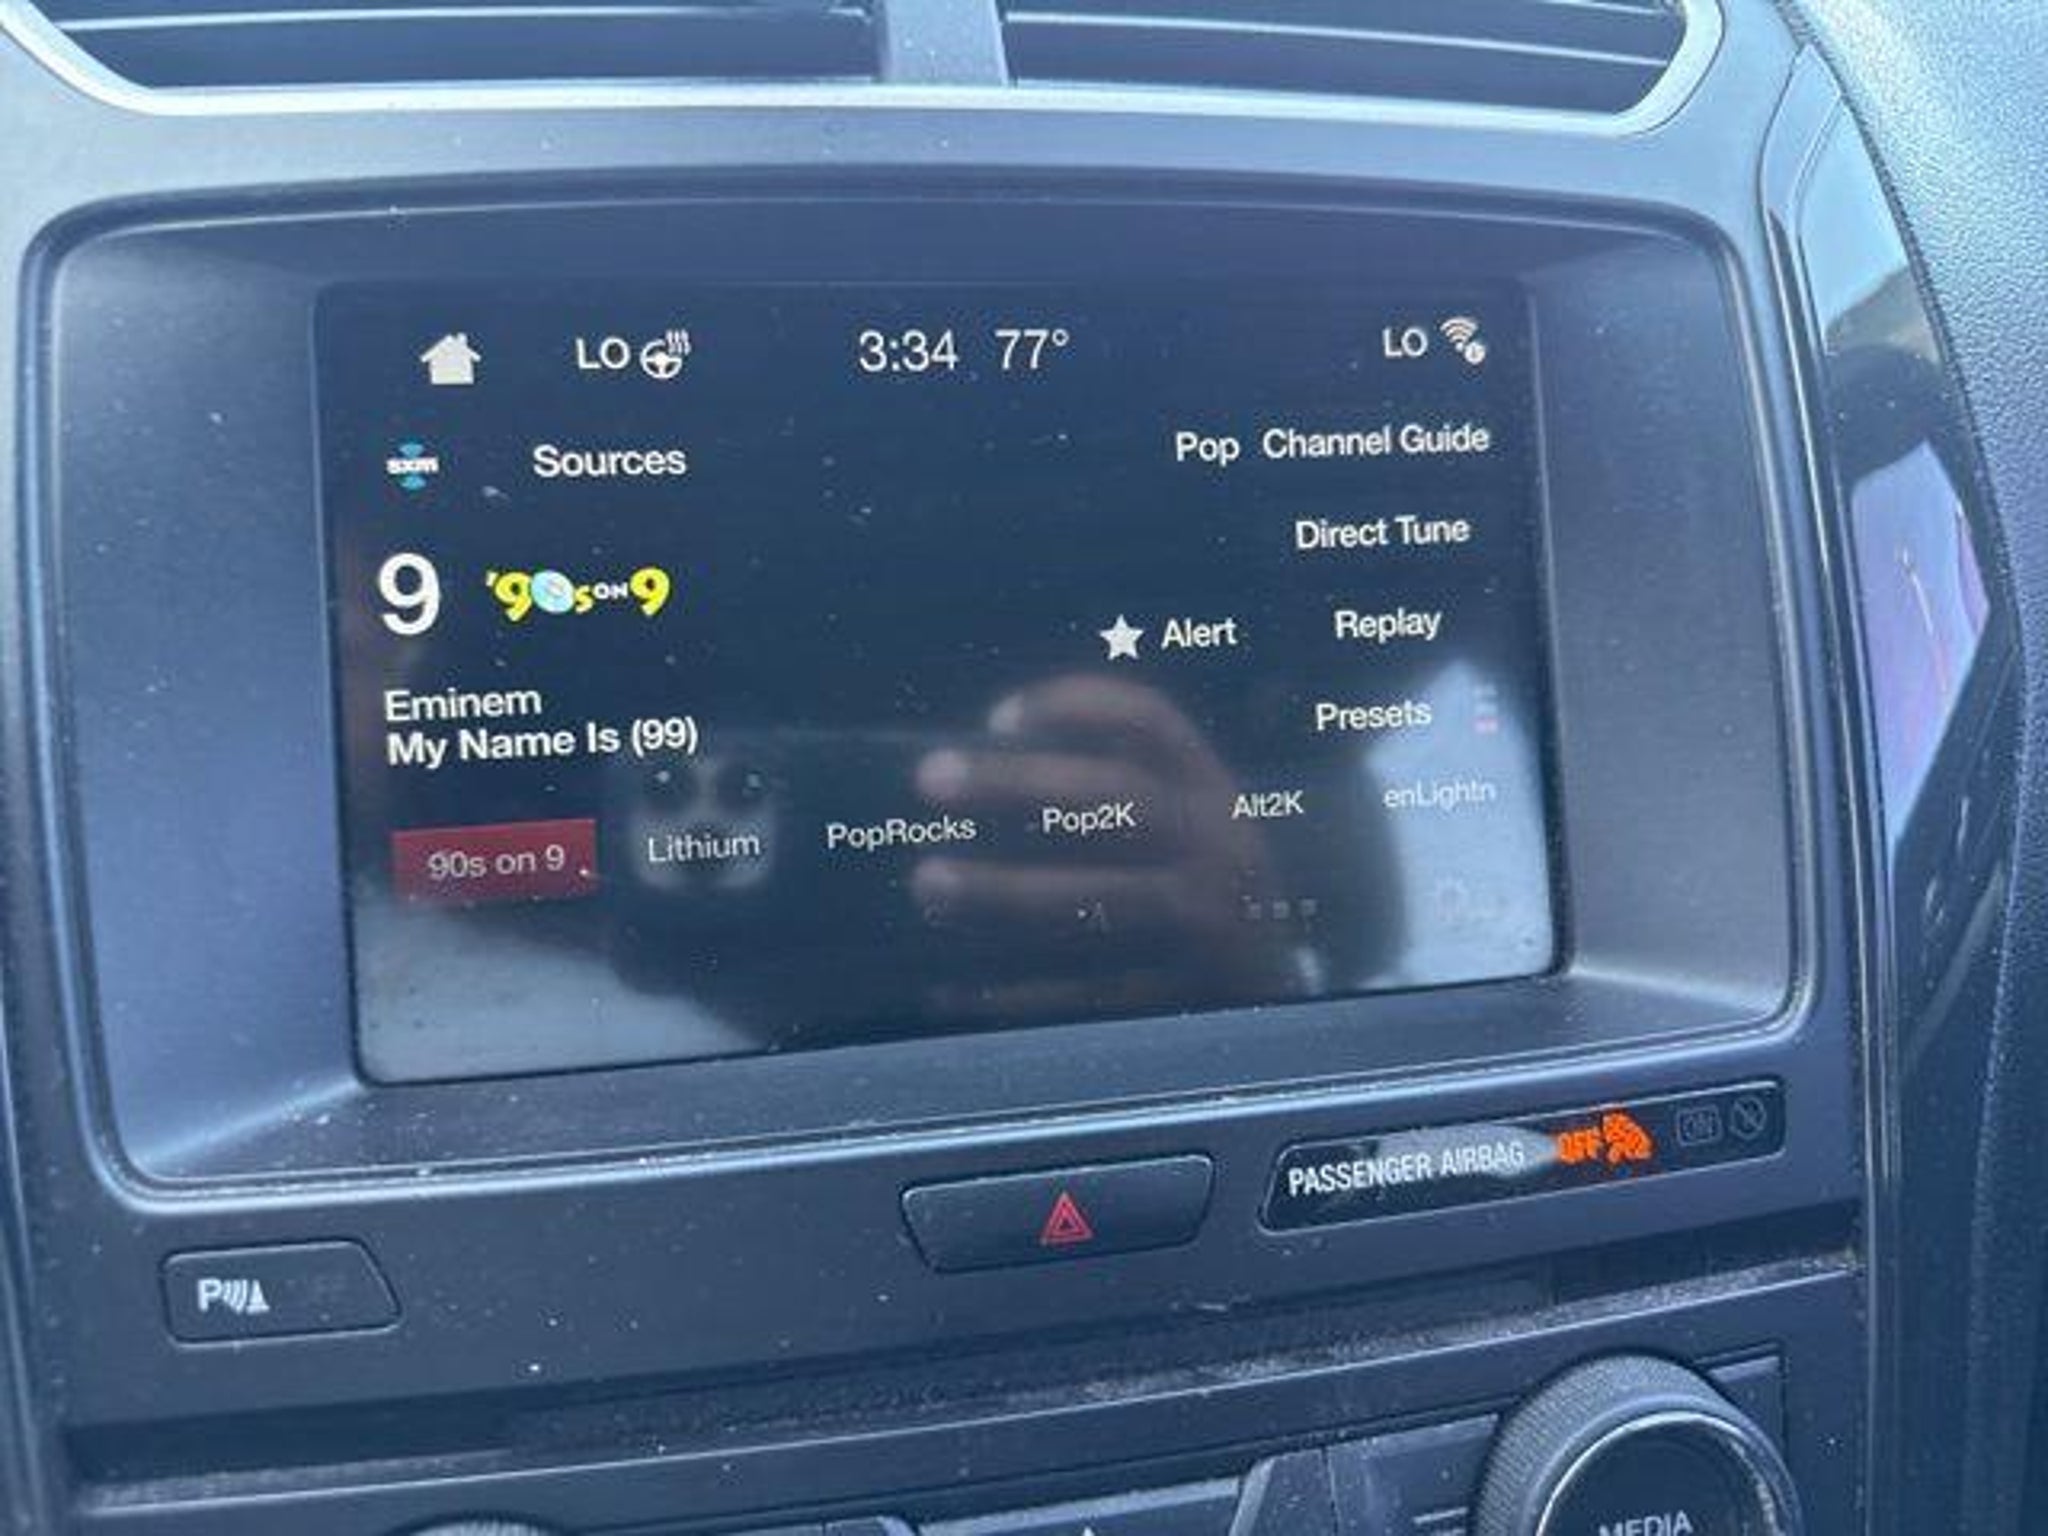 LO 3:34 77° LO
sxm Sources Pop Channel Guide
Direct Tune
9 '90s ON 9
Alert Replay
Eminem
My Name Is (99)
Presets
90s on 9 Lithium PopRocks Pop2K Alt2K enLightn
PASSENGER AIRBAG OFF ON
P
MEDIA